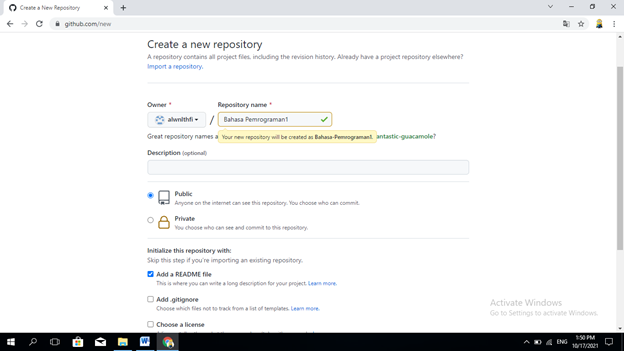 Create a New Repository
github.com/new
Create a new repository
A repository contains all project files, including the revision history. Already have a project repository elsewhere?
Import a repository.
Owner * Repository name *
alwnlthfi / Bahasa Pemrograman1
Great repository names a Your new repository will be created as Bahasa-Pemrograman1. antastic-guacamole?
Description (optional)
Public
Anyone on the internet can see this repository. You choose who can commit.
Private
You choose who can see and commit to this repository.
Initialize this repository with:
Skip this step if you're importing an existing repository.
Add a README file
This is where you can write a long description for your project. Learn more.
Add .gitignore
Choose which files not to track from a list of templates. Learn more.
Choose a license
Activate Windows
Go to Settings to activate Windows.
ENG
1:50 PM
10/17/2021